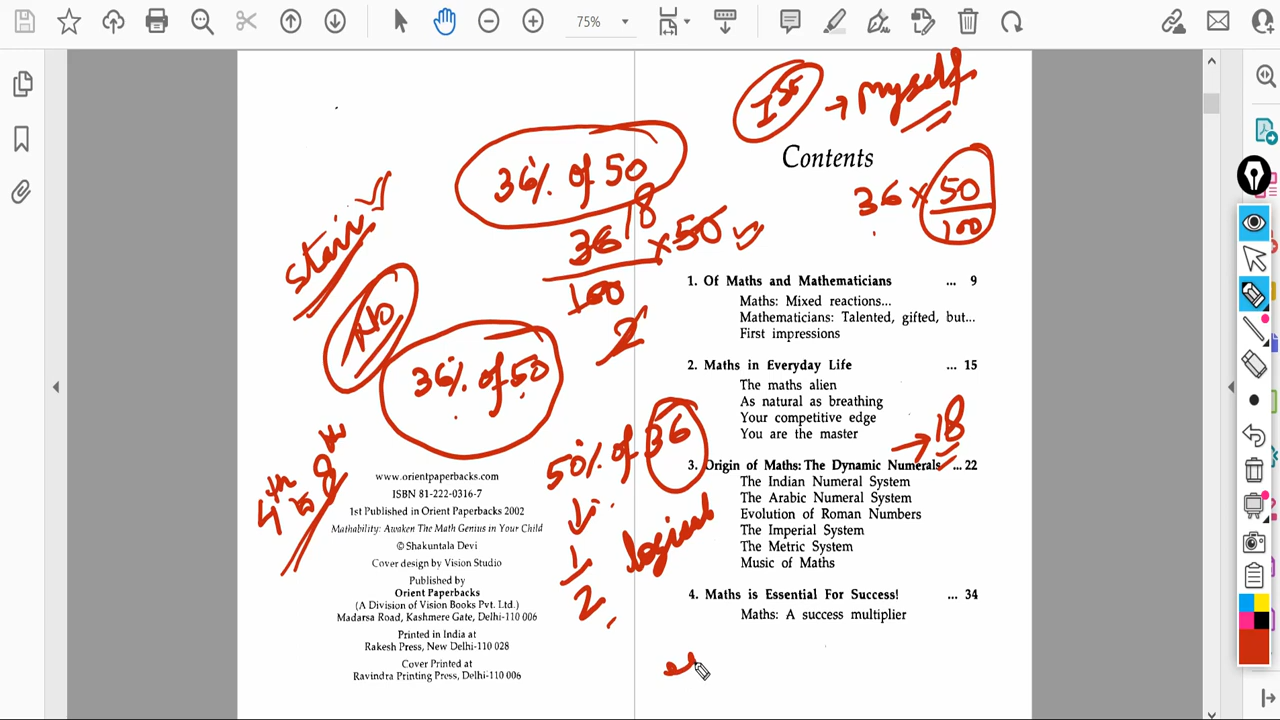 75%
Ist → myself
36% of 50
Contents
36 × 50
100
stair
36 18 × 50
100
2
1. Of Maths and Mathematicians ... 9
Maths: Mixed reactions...
Mathematicians: Talented, gifted, but...
First impressions
36% of 50
2. Maths in Everyday Life ... 15
The maths alien
As natural as breathing
Your competitive edge
You are the master
→ 18
50% of 36
1
2
logical
4th to 8th
3. Origin of Maths: The Dynamic Numerals ... 22
The Indian Numeral System
The Arabic Numeral System
Evolution of Roman Numbers
The Imperial System
The Metric System
Music of Maths
4. Maths is Essential For Success! ... 34
Maths: A success multiplier
www.orientpaperbacks.com
ISBN 81-222-0316-7
1st Published in Orient Paperbacks 2002
Mathability: Awaken The Math Genius in Your Child
© Shakuntala Devi
Cover design by Vision Studio
Published by
Orient Paperbacks
(A Division of Vision Books Pvt. Ltd.)
Madarsa Road, Kashmere Gate, Delhi-110 006
Printed in India at
Rakesh Press, New Delhi-110 028
Cover Printed at
Ravindra Printing Press, Delhi-110 006